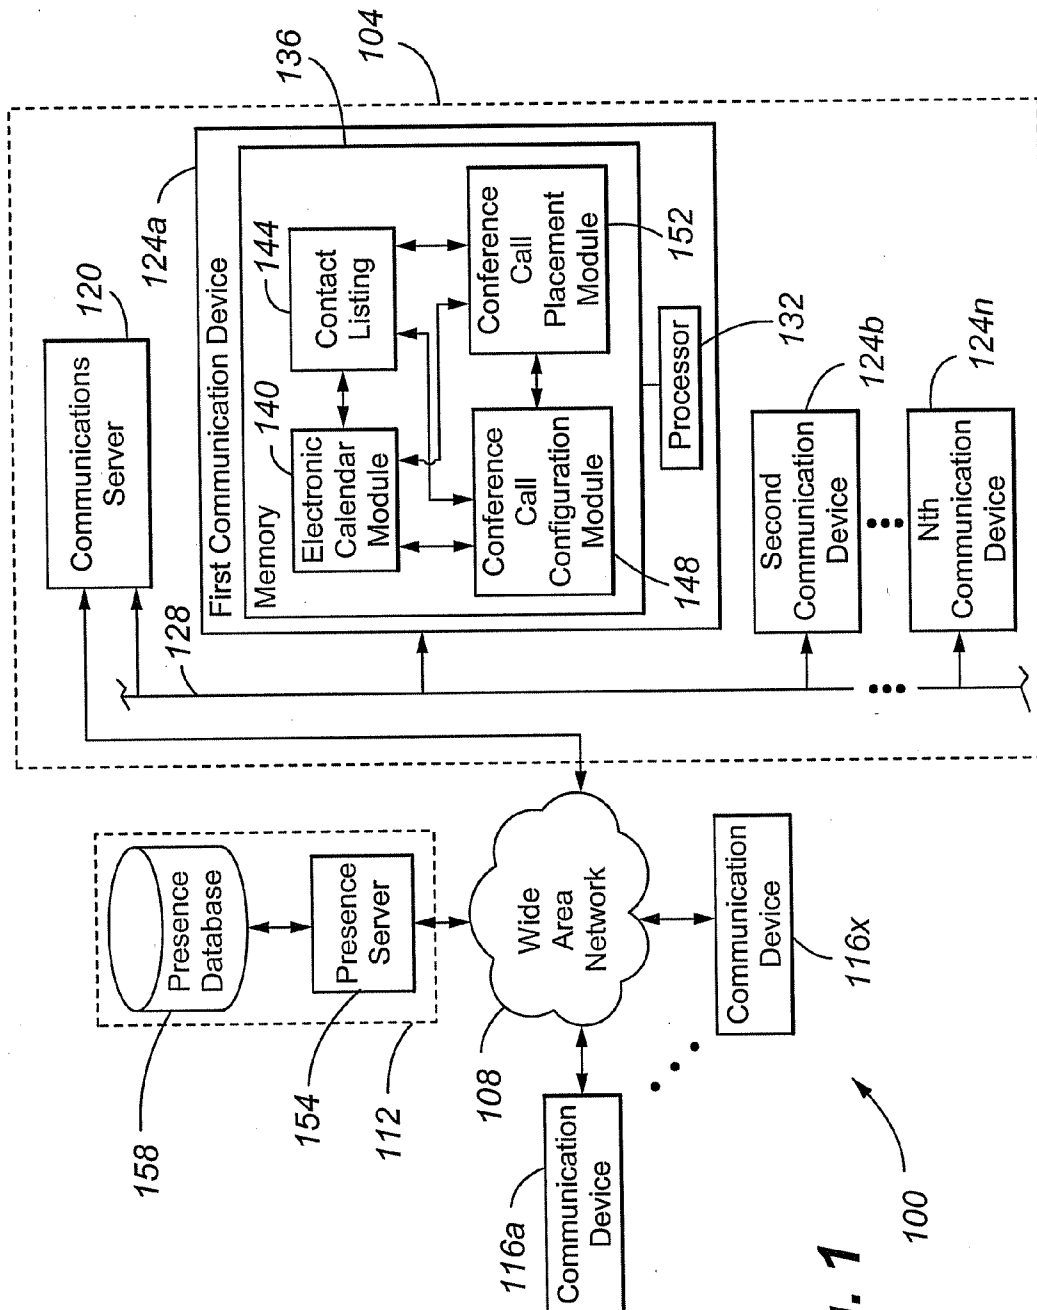 158
Presence
Database
154
Presence
Server
112
108
Wide
Area
Network
116a
Communication
Device
Communication
Device
116x
100
. 1
104
120
Communications
Server
128
124a
First Communication Device
136
Memory
140
Electronic
Calendar
Module
144
Contact
Listing
Conference
Call
Configuration
Module
148
Conference
Call
Placement
Module
152
Processor
132
Second
Communication
Device
124b
Nth
Communication
Device
124n